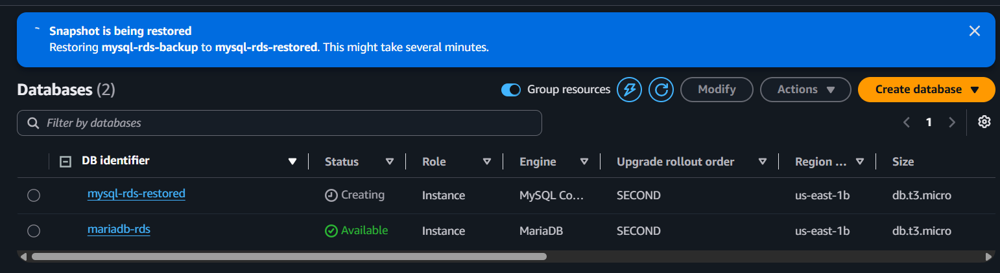 Snapshot is being restored
Restoring mysql-rds-backup to mysql-rds-restored. This might take several minutes.
Databases (2)
Group resources
Modify
Actions
Create database
Filter by databases
1
DB identifier Status Role Engine Upgrade rollout order Region ... Size
mysql-rds-restored Creating Instance MySQL Co... SECOND us-east-1b db.t3.micro
mariadb-rds Available Instance MariaDB SECOND us-east-1b db.t3.micro